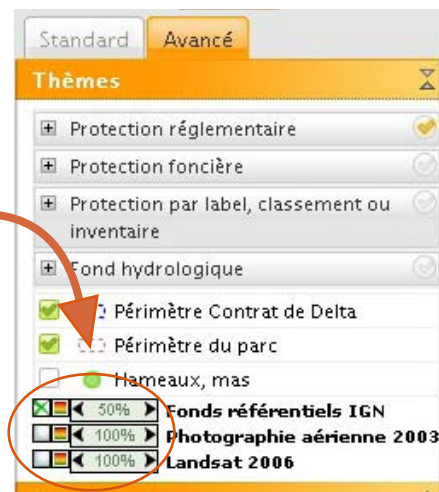 Standard Avancé
Thèmes
Protection réglementaire
Protection foncière
Protection par label, classement ou
inventaire
Fond hydrologique
Périmètre Contrat de Delta
Périmètre du parc
Hameaux, mas
50% Fonds référentiels IGN
100% Photographie aérienne 2003
100% Landsat 2006